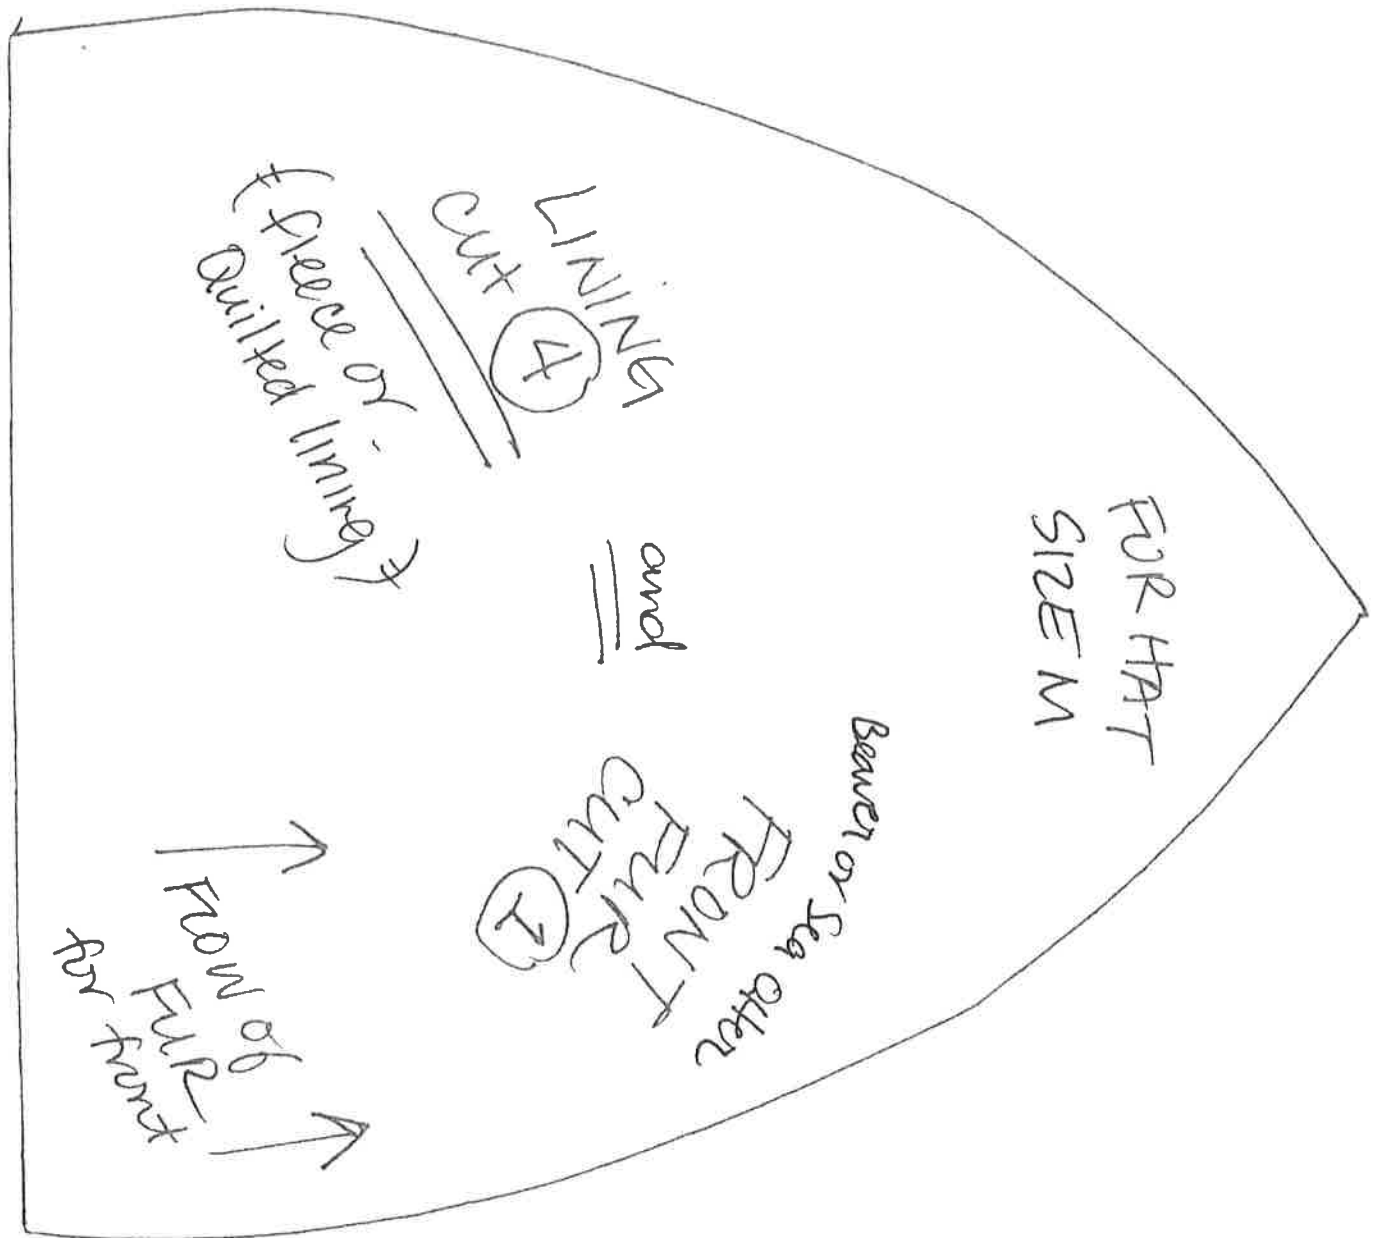 FUR HAT
SIZE M
LINING
cut 4
(fleece or
Quilted lining)
and
Beaver or Sea Otter
FRONT
FUR
CUT 1
Flow of
FUR
for front